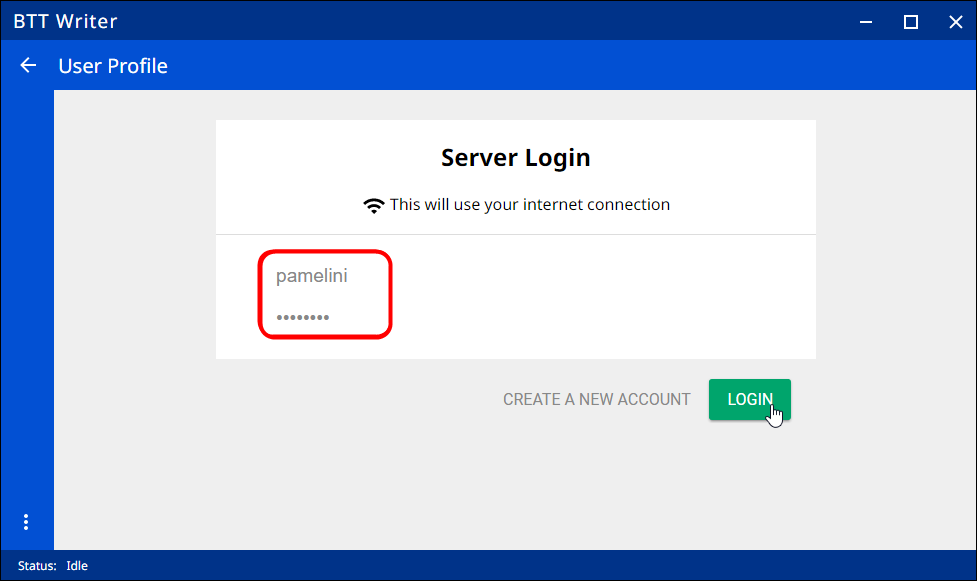 BTT Writer
User Profile
Server Login
This will use your internet connection
pamelini
••••••••
CREATE A NEW ACCOUNT
LOGIN
Status: Idle